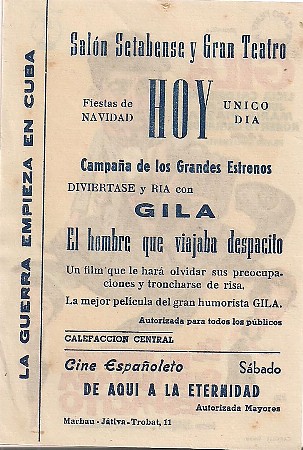 LA GUERRA EMPIEZA EN CUBA
Salón Setabense y Gran Teatro
Fiestas de NAVIDAD
HOY
UNICO DIA
Campaña de los Grandes Estrenos
DIVIERTASE y RIA con
GILA
El hombre que viajaba despacito
Un film que le hará olvidar sus preocupa-
ciones y troncharse de risa.
La mejor película del gran humorista GILA.
Autorizada para todos los públicos
CALEFACCION CENTRAL
Cine Españoleto Sábado
DE AQUI A LA ETERNIDAD
Autorizada Mayores
Marbau - Játiva-Trobat, 11